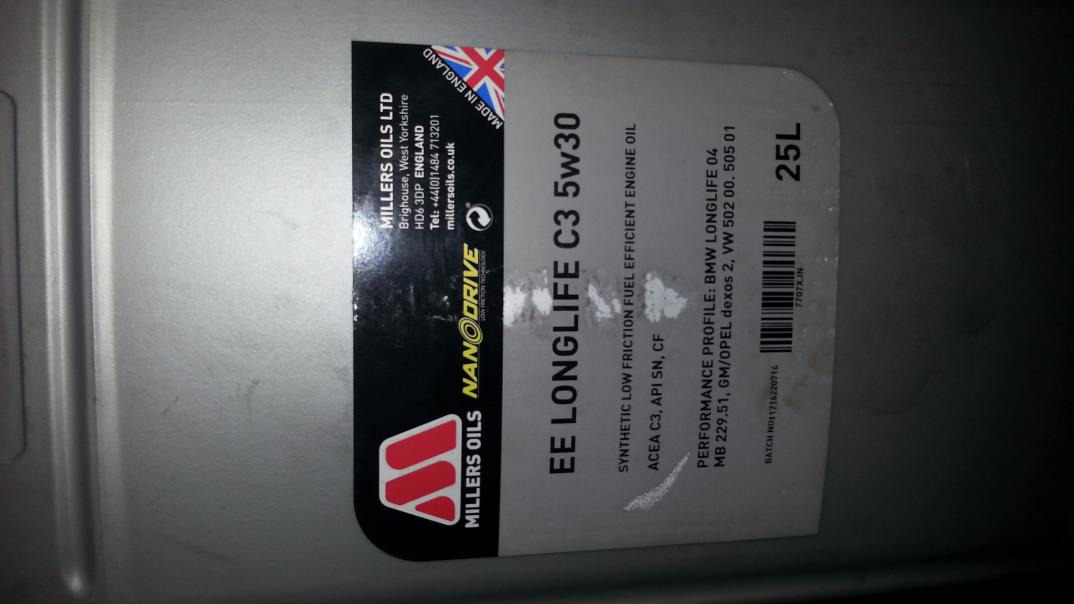 MILLERS OILS
NANODRIVE
LOW FRICTION TECHNOLOGY
MILLERS OILS LTD
Brighouse, West Yorkshire
HD6 3DP ENGLAND
Tel: +44(0)1484 713201
millersoils.co.uk
MADE IN ENGLAND
EE LONGLIFE C3 5w30
SYNTHETIC LOW FRICTION FUEL EFFICIENT ENGINE OIL
ACEA C3, API SN, CF
PERFORMANCE PROFILE: BMW LONGLIFE 04
MB 229.51, GM/OPEL dexos 2, VW 502 00. 505 01
25L
7707XJN
BATCH NO